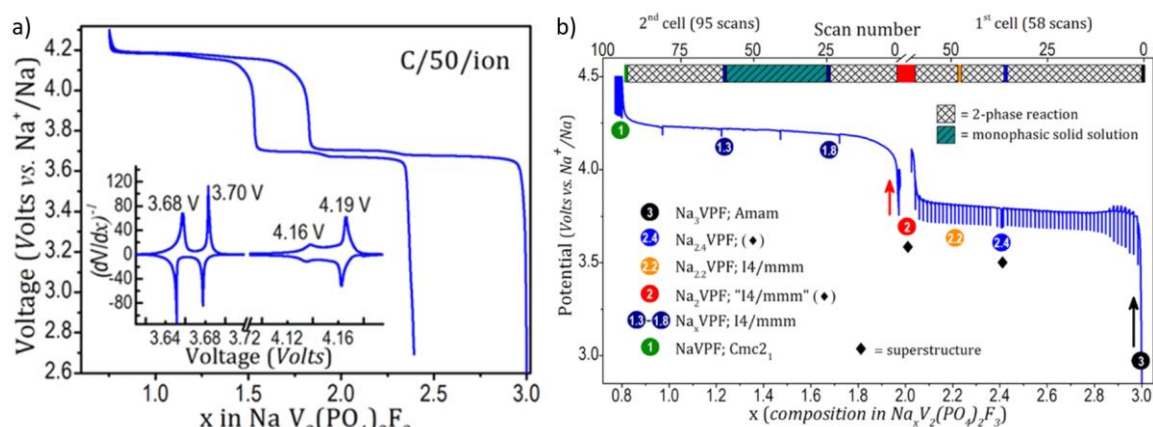 a)
C/50/ion
4.2
3.9
3.6
3.3
3.0
2.6
Voltage (Volts vs. Na⁺/Na)
120
80
40
0
-40
-80
(dV/dx)⁻¹
3.68 V
3.70 V
4.16 V
4.19 V
3.64 3.68 3.72 4.12 4.16
Voltage (Volts)
1.0 1.5 2.0 2.5 3.0
x in Na V₂(PO₄)₂F₃
b)
2nd cell (95 scans)
Scan number
1st cell (58 scans)
100 75 50 25 0 50 25 0
4.5
4.0
3.5
3.0
Potential (Volts vs. Na⁺/Na)
= 2-phase reaction
= monophasic solid solution
1
1.3
1.8
2
2.2
2.4
3
3 Na₃VPF; Amam
2.4 Na₂.₄VPF; (♦)
2.2 Na₂.₂VPF; I4/mmm
2 Na₂VPF; "I4/mmm" (♦)
1.3-1.8 NaₓVPF; I4/mmm
1 NaVPF; Cmc2₁
♦ = superstructure
0.8 1.0 1.2 1.4 1.6 1.8 2.0 2.2 2.4 2.6 2.8 3.0
x (composition in NaₓV₂(PO₄)₂F₃)